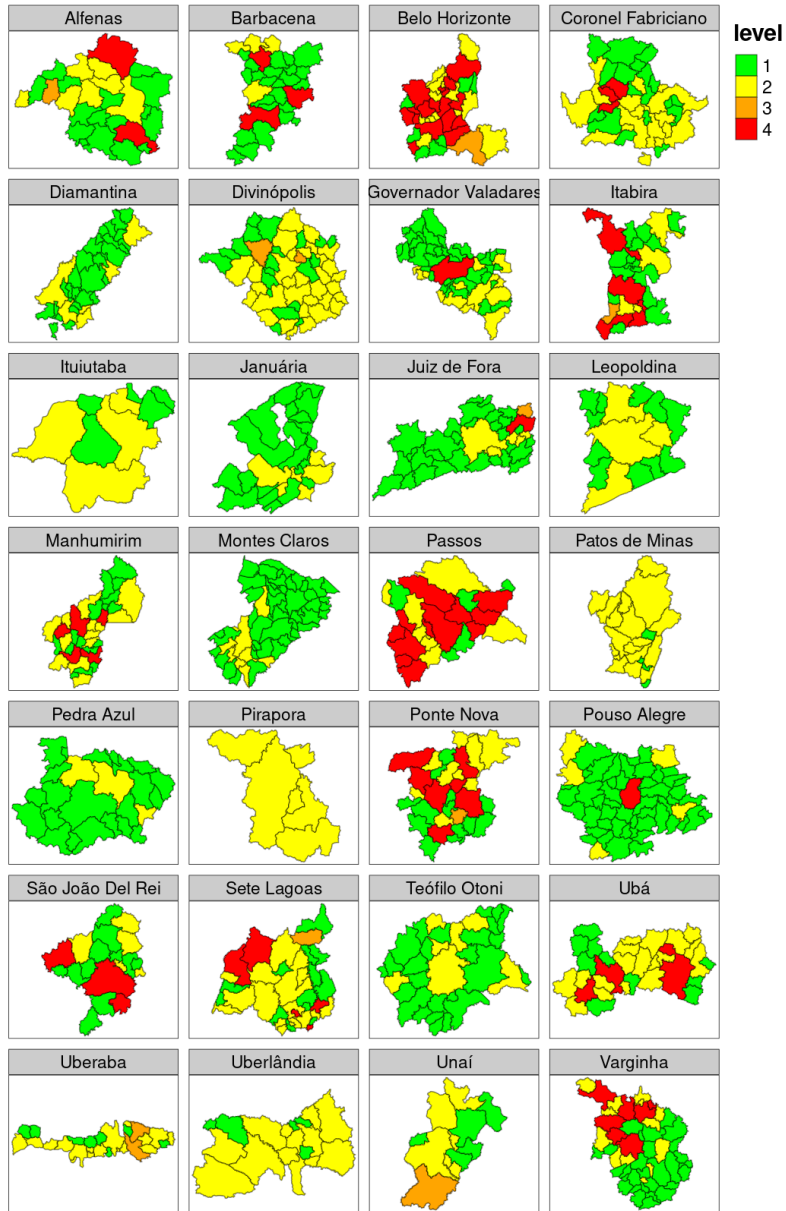 Alfenas
Barbacena
Belo Horizonte
Coronel Fabriciano
level
1
2
3
4
Diamantina
Divinópolis
Governador Valadares
Itabira
Ituiutaba
Januária
Juiz de Fora
Leopoldina
Manhumirim
Montes Claros
Passos
Patos de Minas
Pedra Azul
Pirapora
Ponte Nova
Pouso Alegre
São João Del Rei
Sete Lagoas
Teófilo Otoni
Ubá
Uberaba
Uberlândia
Unaí
Varginha